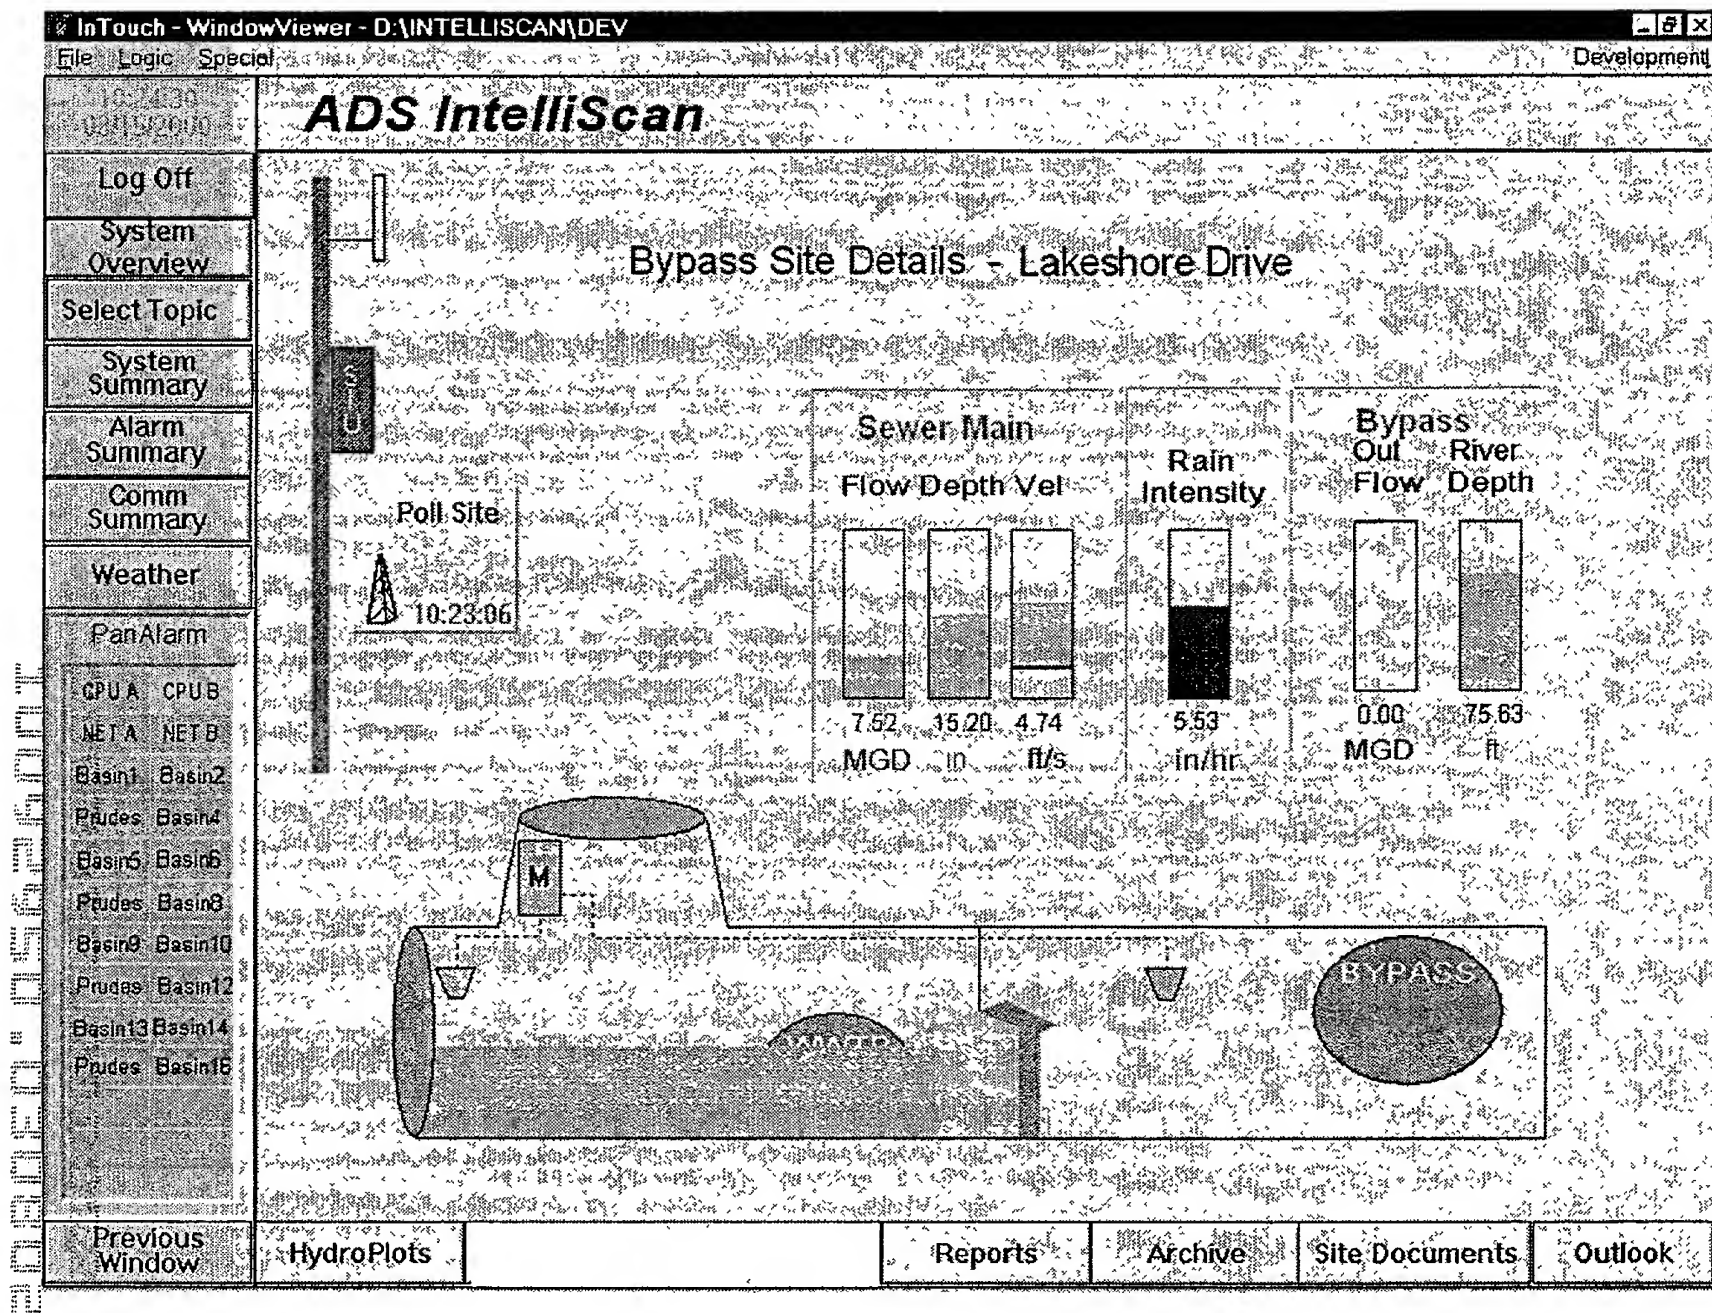 InTouch - WindowViewer - D:\INTELLISCAN\DEV
File Logic Special
Development
10:24:30
ADS IntelliScan
Log Off
System
Overview
Select Topic
System
Summary
Alarm
Summary
Comm
Summary
Weather
PanAlarm
CPU A CPU B
NET A NET B
Basin1 Basin2
Prudes Basin4
Basin5 Basin6
Prudes Basin8
Basin9 Basin10
Prudes Basin12
Basin13 Basin14
Prudes Basin16
Previous
Window
Bypass Site Details - Lakeshore Drive
Poll Site
10:23:06
Sewer Main
Flow Depth Vel
7.52 15.20 4.74
MGD in ft/s
Rain
Intensity
5.53
in/hr
Bypass
Out River
Flow Depth
0.00 75.63
MGD ft
M
BYPASS
HydroPlots
Reports
Archive
Site Documents
Outlook